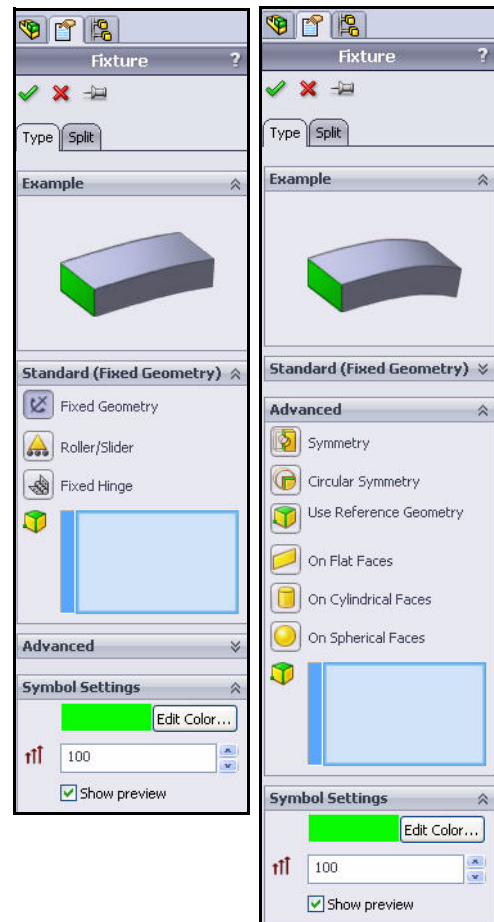 Fixture ?
Type Split
Example
Standard (Fixed Geometry)
Fixed Geometry
Roller/Slider
Fixed Hinge
Advanced
Symbol Settings
Edit Color...
100
Show preview
Fixture ?
Type Split
Example
Standard (Fixed Geometry)
Advanced
Symmetry
Circular Symmetry
Use Reference Geometry
On Flat Faces
On Cylindrical Faces
On Spherical Faces
Symbol Settings
Edit Color...
100
Show preview